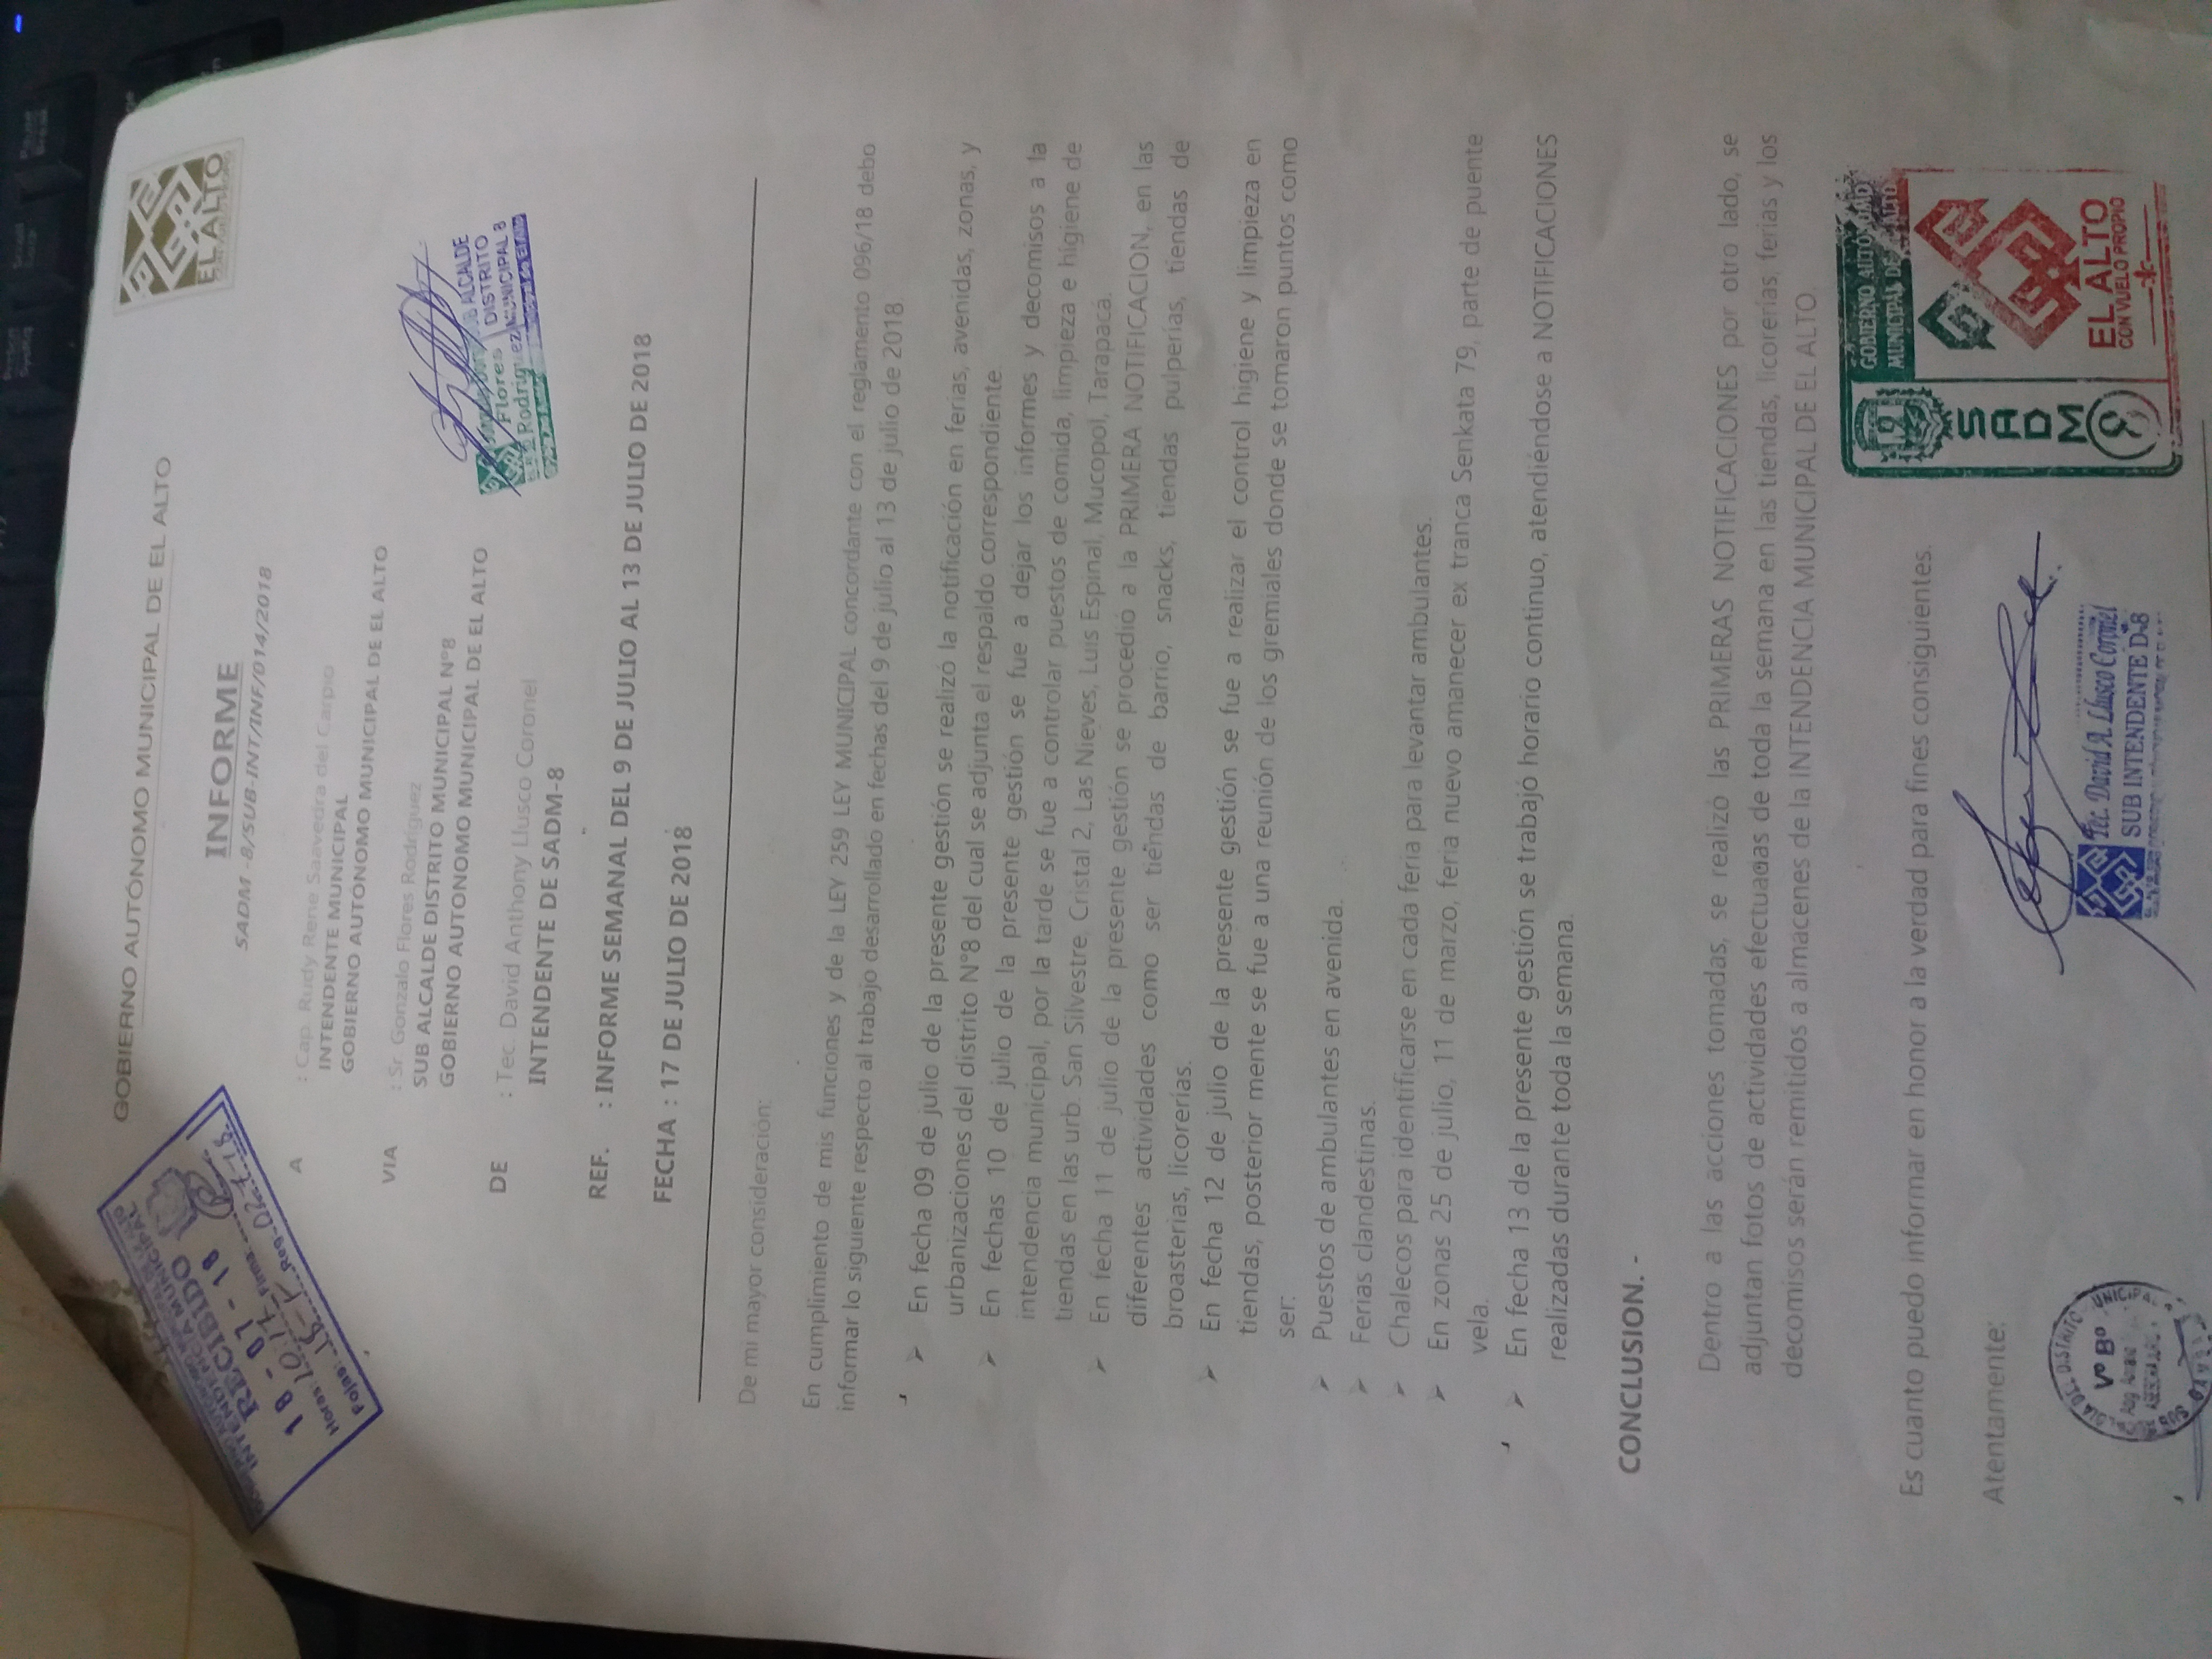 GOBIERNO AUTÓNOMO MUNICIPAL DE EL ALTO
INTENDENCIA MUNICIPAL
RECIBIDO
18-07-18
Horas: 10:17 Firma:
Fojas: Reg.
GOBIERNO AUTÓNOMO MUNICIPAL DE EL ALTO
EL ALTO
CON VUELO PROPIO
INFORME
SADM -8/SUB-INT/INF/014/2018
A : Cap. Rudy Rene Saavedra del Carpio
INTENDENTE MUNICIPAL
GOBIERNO AUTÓNOMO MUNICIPAL DE EL ALTO
VIA : Sr. Gonzalo Flores Rodriguez
SUB ALCALDE DISTRITO MUNICIPAL Nº8
GOBIERNO AUTONOMO MUNICIPAL DE EL ALTO
SUB ALCALDE
Flores DISTRITO
Rodriguez MUNICIPAL 8
Municipal de El Alto
DE : Tec. David Anthony Llusco Coronel
INTENDENTE DE SADM-8
REF. : INFORME SEMANAL DEL 9 DE JULIO AL 13 DE JULIO DE 2018
FECHA : 17 DE JULIO DE 2018
De mi mayor consideración:
En cumplimiento de mis funciones y de la LEY 259 LEY MUNICIPAL concordante con el reglamento 096/18 debo
informar lo siguiente respecto al trabajo desarrollado en fechas del 9 de julio al 13 de julio de 2018.
➢ En fecha 09 de julio de la presente gestión se realizó la notificación en ferias, avenidas, zonas, y
urbanizaciones del distrito N°8 del cual se adjunta el respaldo correspondiente.
➢ En fechas 10 de julio de la presente gestión se fue a dejar los informes y decomisos a la
intendencia municipal, por la tarde se fue a controlar puestos de comida, limpieza e higiene de
tiendas en las urb. San Silvestre, Cristal 2, Las Nieves, Luis Espinal, Mucopol, Tarapacá.
➢ En fecha 11 de julio de la presente gestión se procedió a la PRIMERA NOTIFICACION, en las
diferentes actividades como ser tiendas de barrio, snacks, tiendas pulperías, tiendas de
broasterias, licorerías.
➢ En fecha 12 de julio de la presente gestión se fue a realizar el control higiene y limpieza en
tiendas, posterior mente se fue a una reunión de los gremiales donde se tomaron puntos como
ser:
➢ Puestos de ambulantes en avenida.
➢ Ferias clandestinas.
➢ Chalecos para identificarse en cada feria para levantar ambulantes.
➢ En zonas 25 de julio, 11 de marzo, feria nuevo amanecer ex tranca Senkata 79, parte de puente
vela.
➢ En fecha 13 de la presente gestión se trabajó horario continuo, atendiéndose a NOTIFICACIONES
realizadas durante toda la semana.
CONCLUSION. -
Dentro a las acciones tomadas, se realizó las PRIMERAS NOTIFICACIONES por otro lado, se
adjuntan fotos de actividades efectuadas de toda la semana en las tiendas, licorerías, ferias y los
decomisos serán remitidos a almacenes de la INTENDENCIA MUNICIPAL DE EL ALTO.
Es cuanto puedo informar en honor a la verdad para fines consiguientes.
Atentamente:
GOBIERNO AUTÓNOMO
MUNICIPAL DE EL ALTO
SADM 8
EL ALTO
CON VUELO PROPIO
Tec. David A. Llusco Coronel
SUB INTENDENTE D-8
Vº Bº